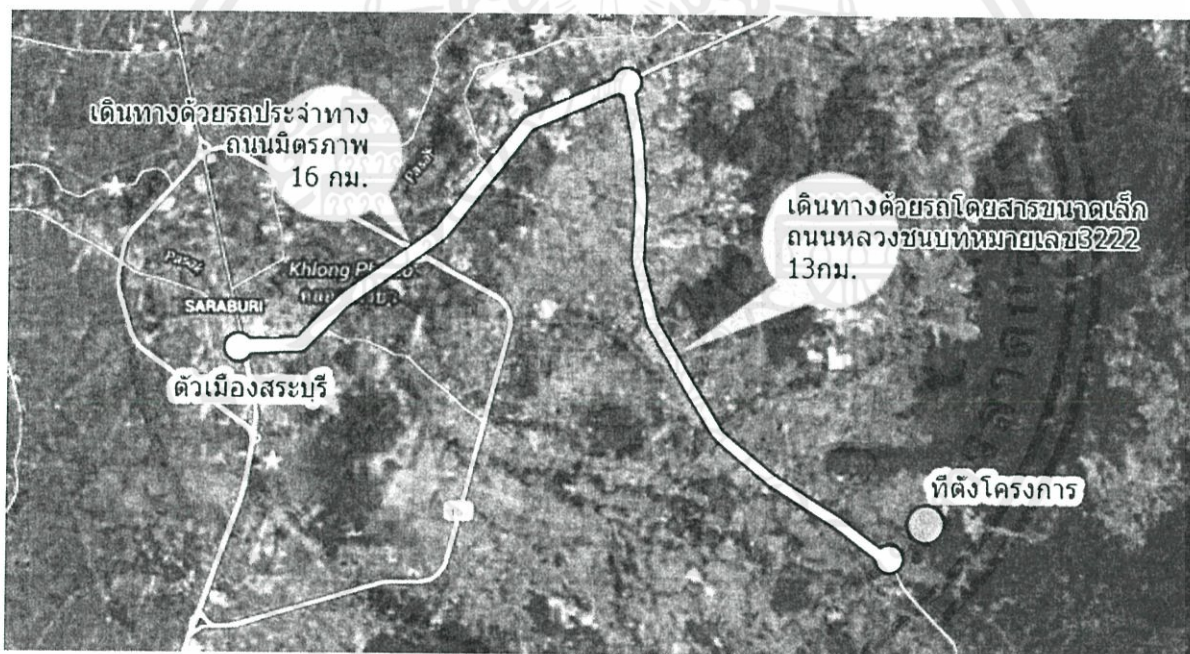 เดินทางด้วยรถประจำทาง
ถนนมิตรภาพ
16 กม.
เดินทางด้วยรถโดยสารขนาดเล็ก
ถนนหลวงชนบทหมายเลข3222
13กม.
Pasak
Pasak
Khlong
SARABURI
ตัวเมืองสระบุรี
ที่ตั้งโครงการ